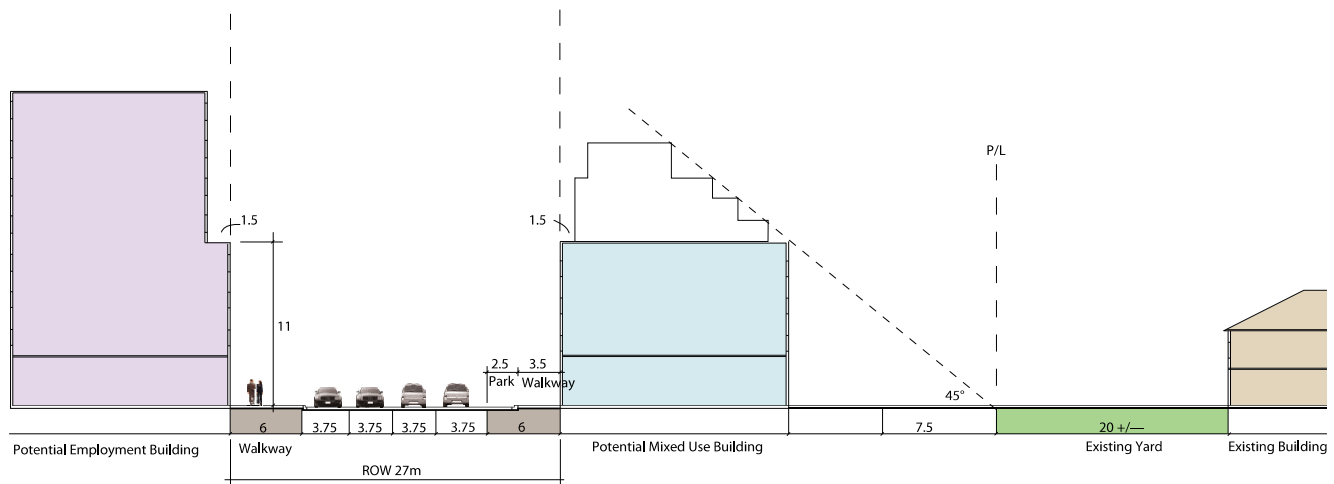 P/L
1.5
1.5
11
2.5 3.5
Park Walkway
45°
6 3.75 3.75 3.75 3.75 6 7.5 20 +/—
Potential Employment Building Walkway Potential Mixed Use Building Existing Yard Existing Building
ROW 27m